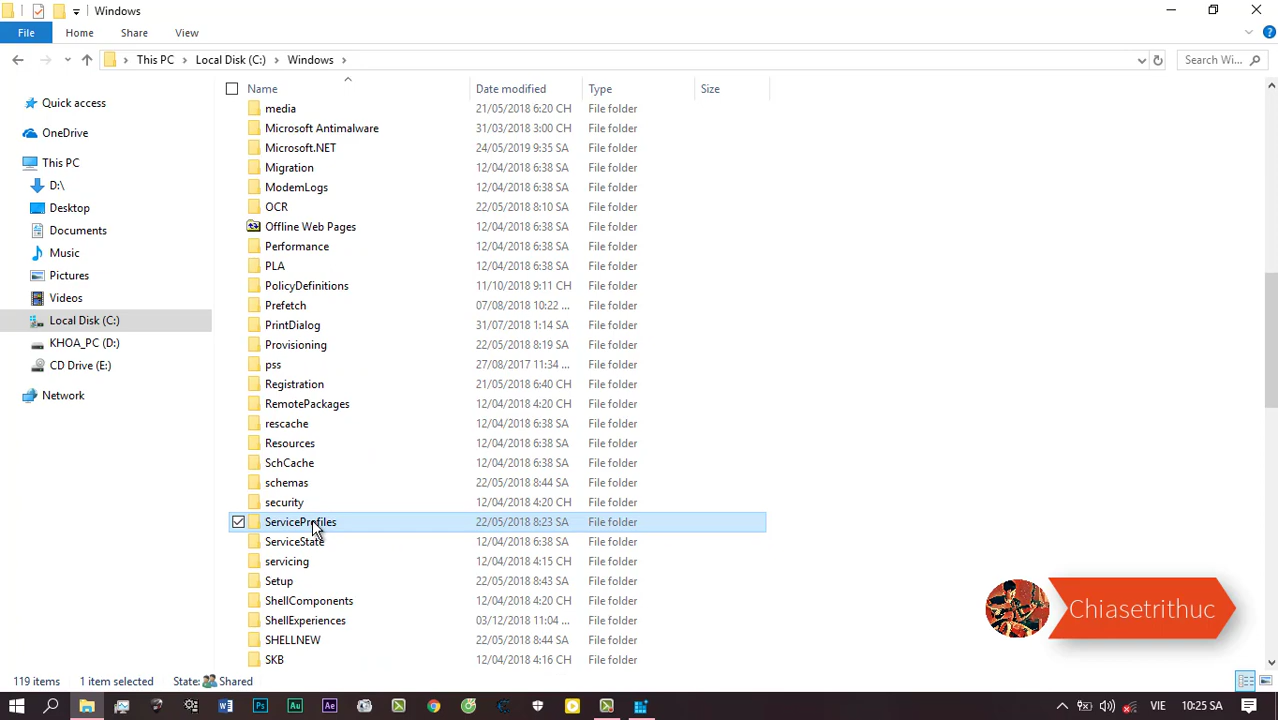 Windows
File Home Share View
This PC Local Disk (C:) Windows Search Wi...
Name Date modified Type Size
Quick access
OneDrive
This PC
D:\
Desktop
Documents
Music
Pictures
Videos
Local Disk (C:)
KHOA_PC (D:)
CD Drive (E:)
Network
media 21/05/2018 6:20 CH File folder
Microsoft Antimalware 31/03/2018 3:00 CH File folder
Microsoft.NET 24/05/2019 9:35 SA File folder
Migration 12/04/2018 6:38 SA File folder
ModemLogs 12/04/2018 6:38 SA File folder
OCR 22/05/2018 8:10 SA File folder
Offline Web Pages 12/04/2018 6:38 SA File folder
Performance 12/04/2018 6:38 SA File folder
PLA 12/04/2018 6:38 SA File folder
PolicyDefinitions 11/10/2018 9:11 CH File folder
Prefetch 07/08/2018 10:22 ... File folder
PrintDialog 31/07/2018 1:14 SA File folder
Provisioning 22/05/2018 8:19 SA File folder
pss 27/08/2017 11:34 ... File folder
Registration 21/05/2018 6:40 CH File folder
RemotePackages 12/04/2018 4:20 CH File folder
rescache 12/04/2018 6:38 SA File folder
Resources 12/04/2018 6:38 SA File folder
SchCache 12/04/2018 6:38 SA File folder
schemas 22/05/2018 8:44 SA File folder
security 12/04/2018 4:20 CH File folder
ServiceProfiles 22/05/2018 8:23 SA File folder
ServiceState 12/04/2018 6:38 SA File folder
servicing 12/04/2018 4:15 CH File folder
Setup 22/05/2018 8:43 SA File folder
ShellComponents 12/04/2018 4:20 CH File folder
ShellExperiences 03/12/2018 11:04 ... File folder
SHELLNEW 22/05/2018 8:44 SA File folder
SKB 12/04/2018 4:16 CH File folder
Chiasetrithuc
119 items 1 item selected State: Shared
Ps Au Ae VIE 10:25 SA